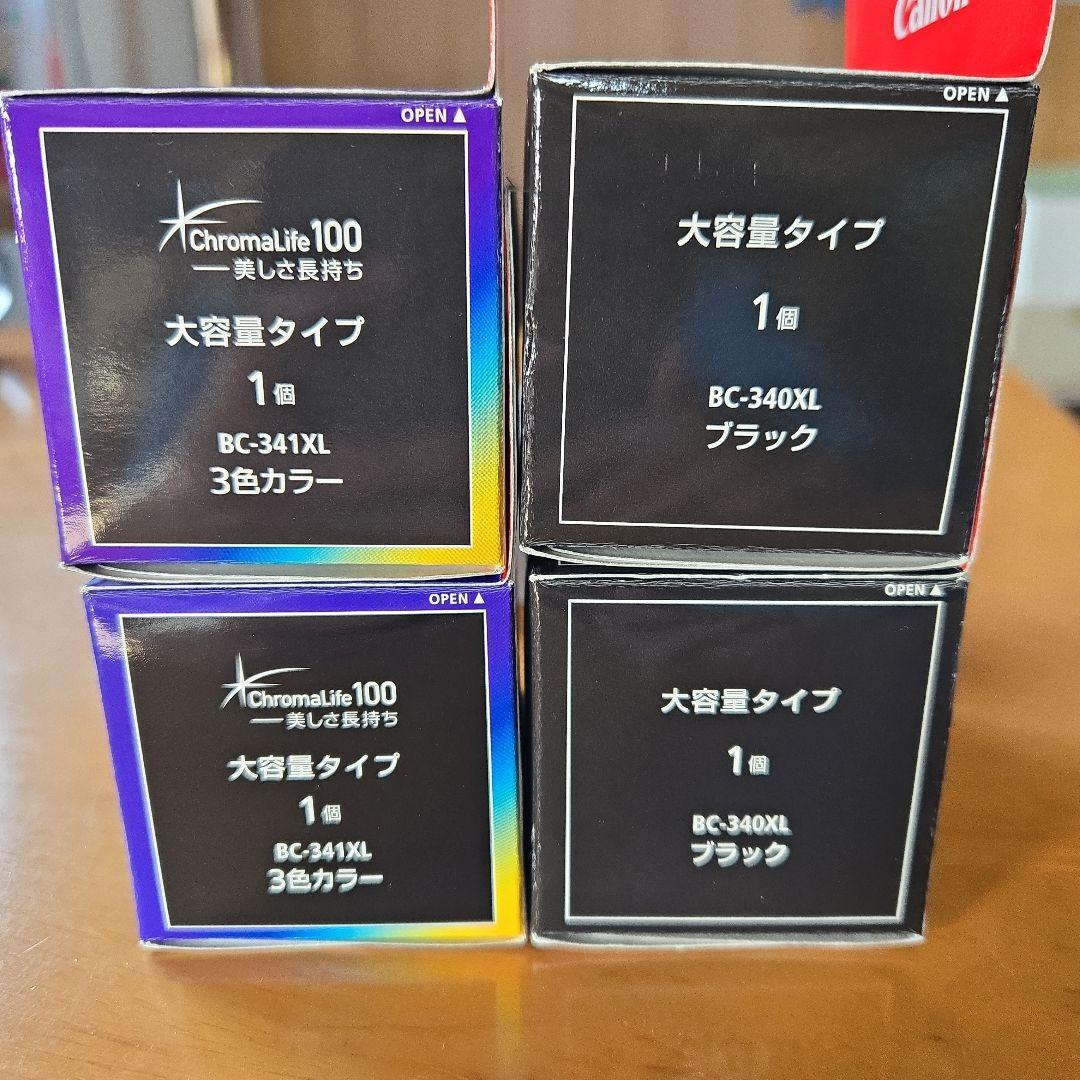 Canon
OPEN ▲
ChromaLife100
美しさ長持ち
大容量タイプ
1個
BC-341XL
3色カラー
OPEN ▲
大容量タイプ
1個
BC-340XL
ブラック
OPEN ▲
ChromaLife100
美しさ長持ち
大容量タイプ
1個
BC-341XL
3色カラー
OPEN ▲
大容量タイプ
1個
BC-340XL
ブラック